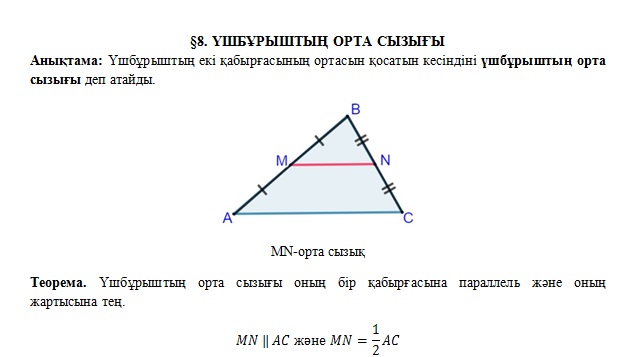 §8. ҮШБҰРЫШТЫҢ ОРТА СЫЗЫҒЫ
Анықтама: Үшбұрыштың екі қабырғасының ортасын қосатын кесіндіні үшбұрыштың орта
сызығы деп атайды.
B
M N
A C
MN-орта сызық
Теорема. Үшбұрыштың орта сызығы оның бір қабырғасына параллель және оның
жартысына тең.
MN ∥ AC және MN = 1/2 AC